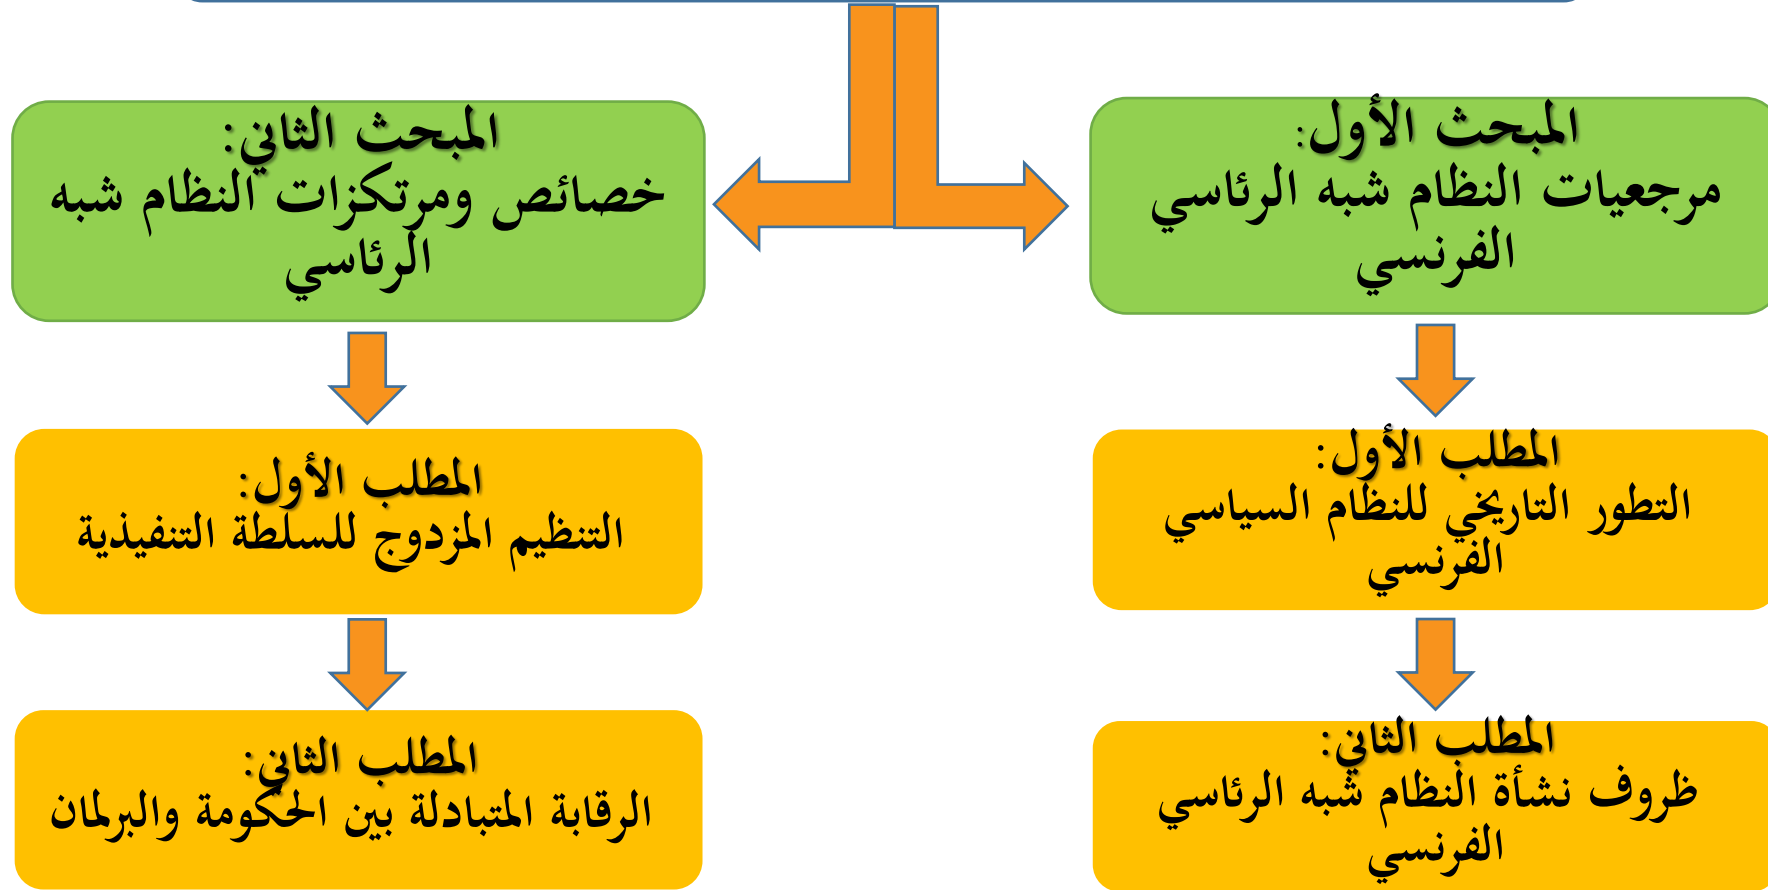 المبحث الأول:
مرجعيات النظام شبه الرئاسي
الفرنسي
المطلب الأول:
التطور التاريخي للنظام السياسي
الفرنسي
المطلب الثاني:
ظروف نشأة النظام شبه الرئاسي
الفرنسي
المبحث الثاني:
خصائص ومرتكزات النظام شبه
الرئاسي
المطلب الأول:
التنظيم المزدوج للسلطة التنفيذية
المطلب الثاني:
الرقابة المتبادلة بين الحكومة والبرلمان